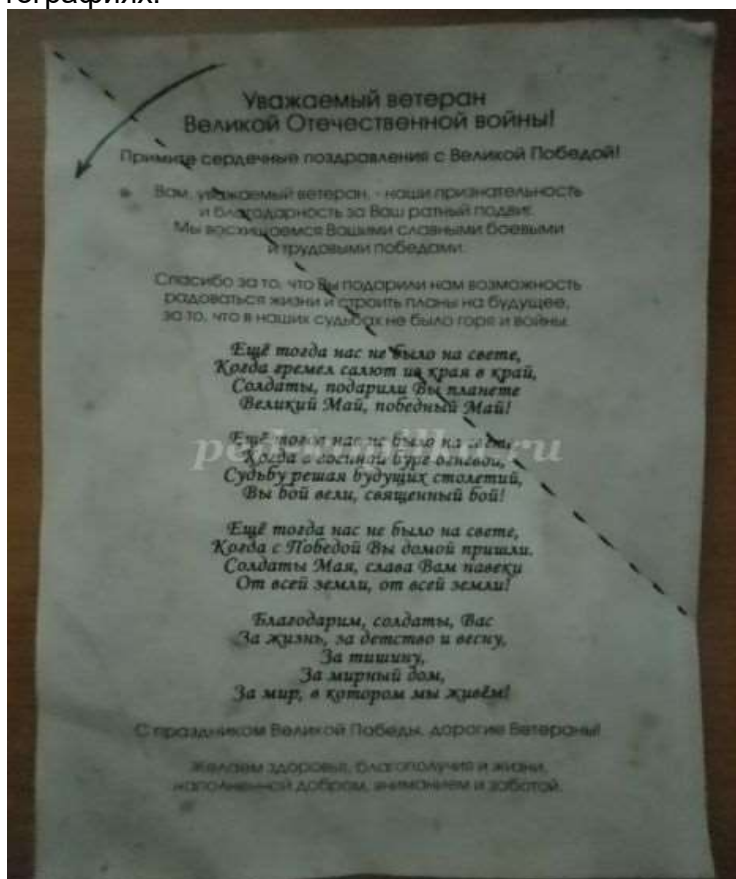 тографиях.
Уважаемый ветеран
Великой Отечественной войны!
Примите сердечные поздравления с Великой Победой!
Вам, уважаемый ветеран, - наши признательность
и благодарность за Ваш ратный подвиг.
Мы восхищаемся Вашими славными боевыми
и трудовыми победами.
Спасибо за то, что Вы подорили нам возможность
радоваться жизни и строить планы на будущее,
за то, что в наших судьбах не было горя и войны.
Ещё тогда нас не было на свете,
Когда гремел салют из края в край,
Солдаты, подарили Вы планете
Великий Май, победный Май!
Ещё тогда нас не было на свете,
Когда в военной буре огневой,
Судьбу решая будущих столетий,
Вы бой вели, священный бой!
Ещё тогда нас не было на свете,
Когда с Победой Вы домой пришли.
Солдаты Мая, слава Вам навеки
От всей земли, от всей земли!
Благодарим, солдаты, Вас
За жизнь, за детство и весну,
За тишину,
За мирный дом,
За мир, в котором мы живём!
С праздником Великой Победы, дорогие Ветераны!
Желаем здоровья, благополучия и жизни,
наполненной добром, вниманием и заботой.